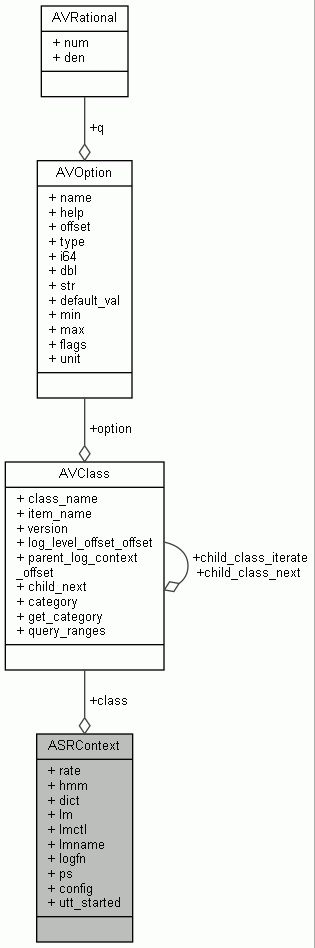 AVRational
+ num
+ den
+q
AVOption
+ name
+ help
+ offset
+ type
+ i64
+ dbl
+ str
+ default_val
+ min
+ max
+ flags
+ unit
+option
AVClass
+ class_name
+ item_name
+ version
+ log_level_offset_offset
+ parent_log_context
_offset
+ child_next
+ category
+ get_category
+ query_ranges
+child_class_iterate
+child_class_next
+class
ASRContext
+ rate
+ hmm
+ dict
+ lm
+ lmctl
+ lmname
+ logfn
+ ps
+ config
+ utt_started